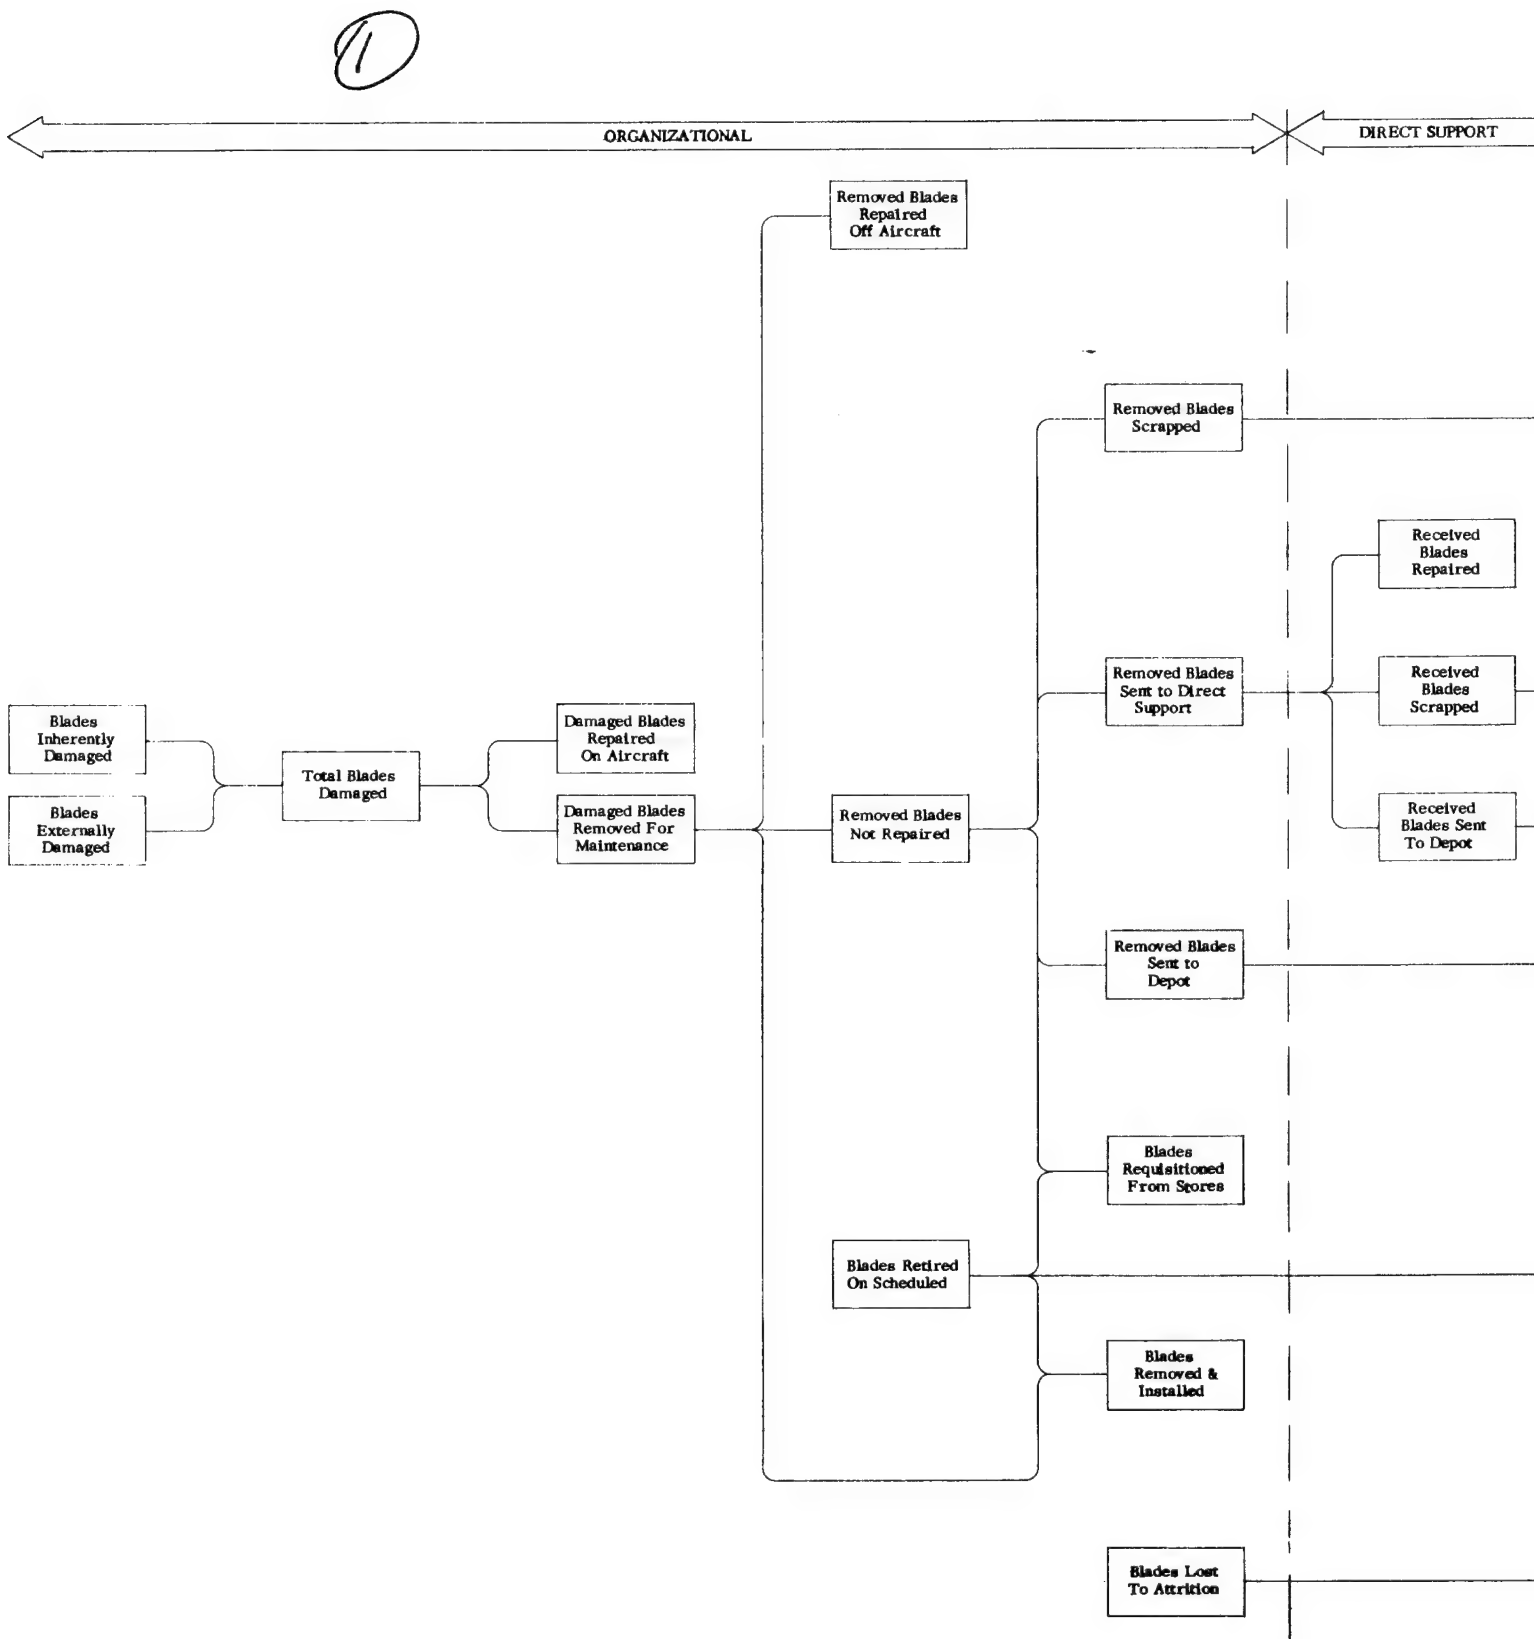 1
ORGANIZATIONAL
DIRECT SUPPORT
Removed Blades
Repaired
Off Aircraft
Removed Blades
Scrapped
Received
Blades
Repaired
Removed Blades
Sent to Direct
Support
Received
Blades
Scrapped
Blades
Inherently
Damaged
Damaged Blades
Repaired
On Aircraft
Total Blades
Damaged
Blades
Externally
Damaged
Damaged Blades
Removed For
Maintenance
Removed Blades
Not Repaired
Received
Blades Sent
To Depot
Removed Blades
Sent to
Depot
Blades
Requisitioned
From Stores
Blades Retired
On Scheduled
Blades
Removed &
Installed
Blades Lost
To Attrition